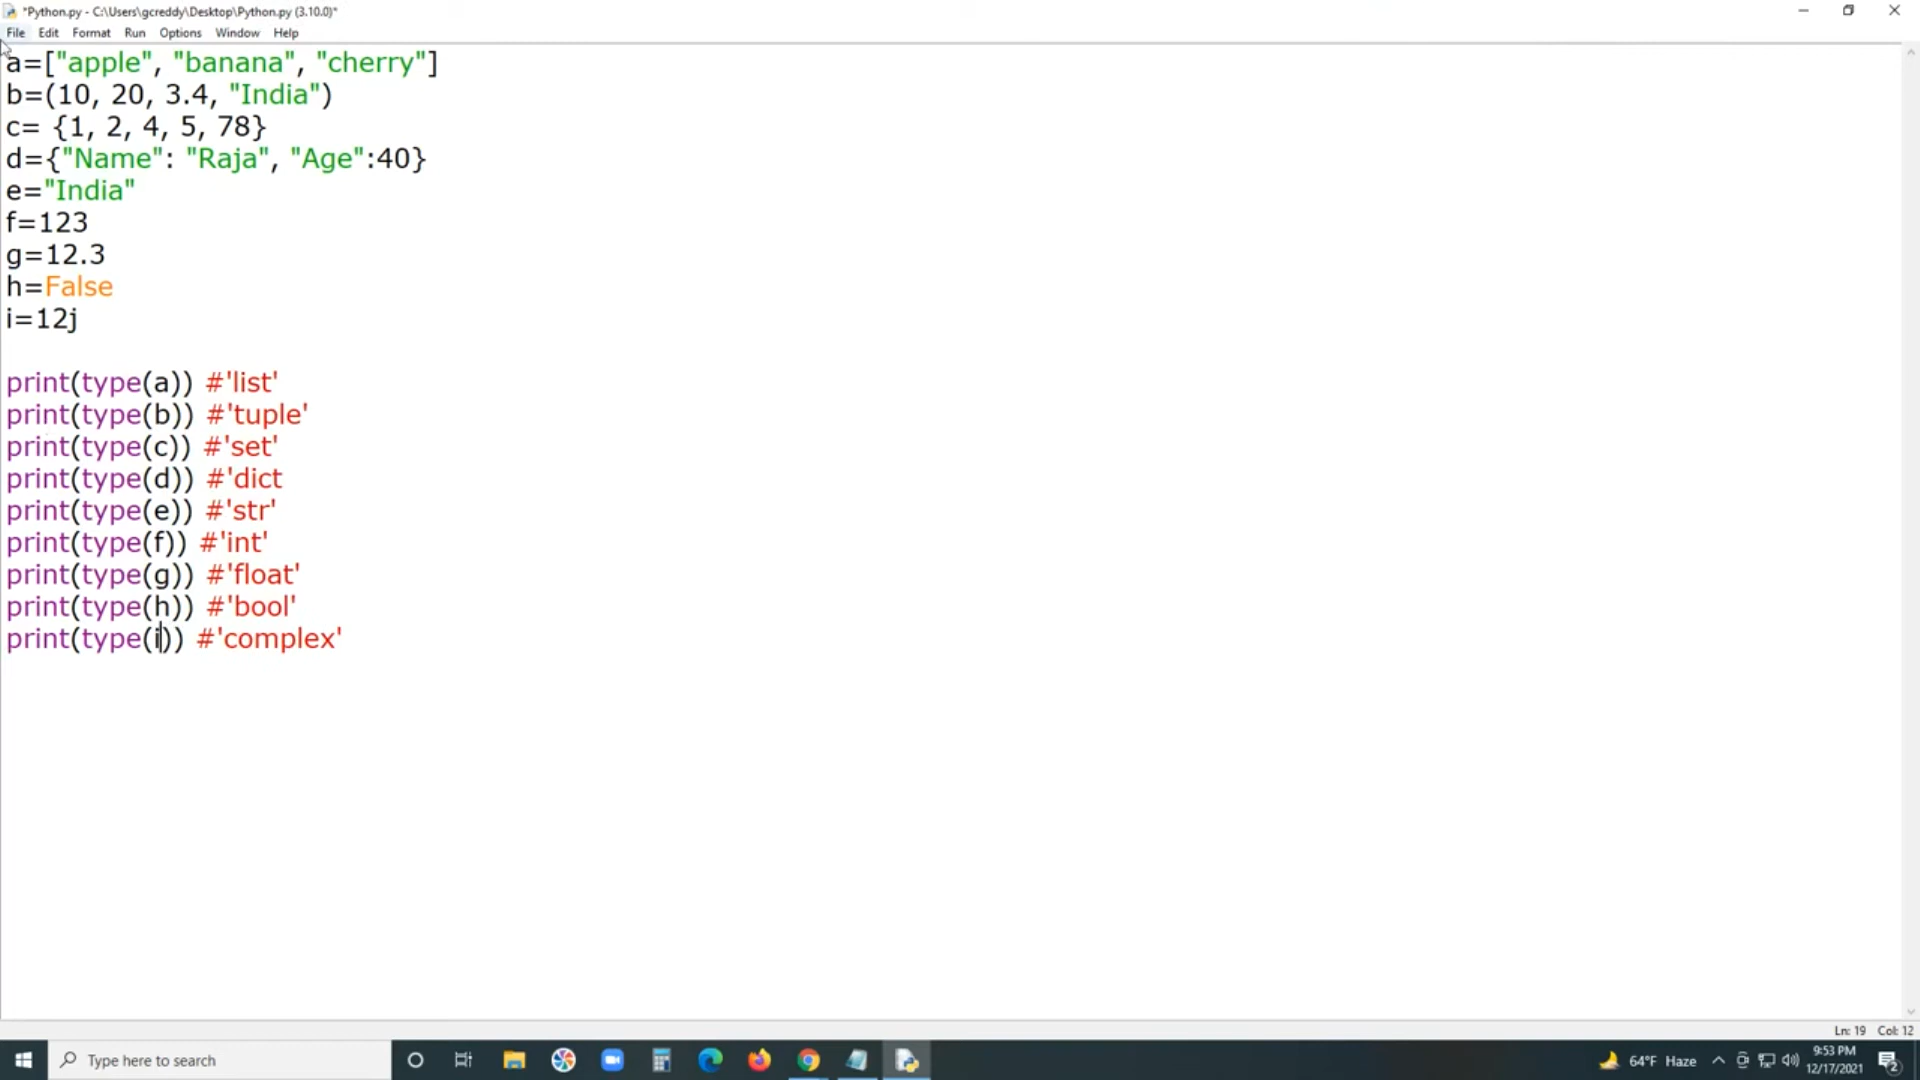 *Python.py - C:\Users\gcreddy\Desktop\Python.py (3.10.0)*
File Edit Format Run Options Window Help
a=["apple", "banana", "cherry"]
b=(10, 20, 3.4, "India")
c= {1, 2, 4, 5, 78}
d={"Name": "Raja", "Age":40}
e="India"
f=123
g=12.3
h=False
i=12j
print(type(a)) #'list'
print(type(b)) #'tuple'
print(type(c)) #'set'
print(type(d)) #'dict
print(type(e)) #'str'
print(type(f)) #'int'
print(type(g)) #'float'
print(type(h)) #'bool'
print(type(i)) #'complex'
Ln: 19 Col: 12
Type here to search
64°F Haze
9:53 PM
12/17/2021
2